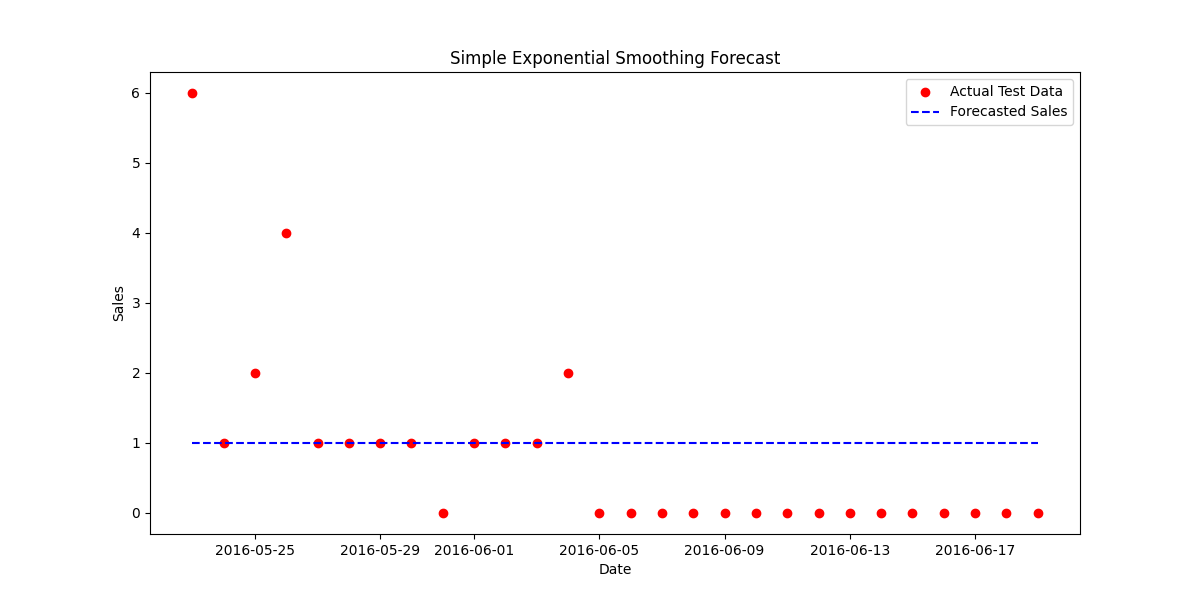 Simple Exponential Smoothing Forecast
Actual Test Data
Forecasted Sales
6
5
4
3
2
1
0
Sales
2016-05-25 2016-05-29 2016-06-01 2016-06-05 2016-06-09 2016-06-13 2016-06-17
Date